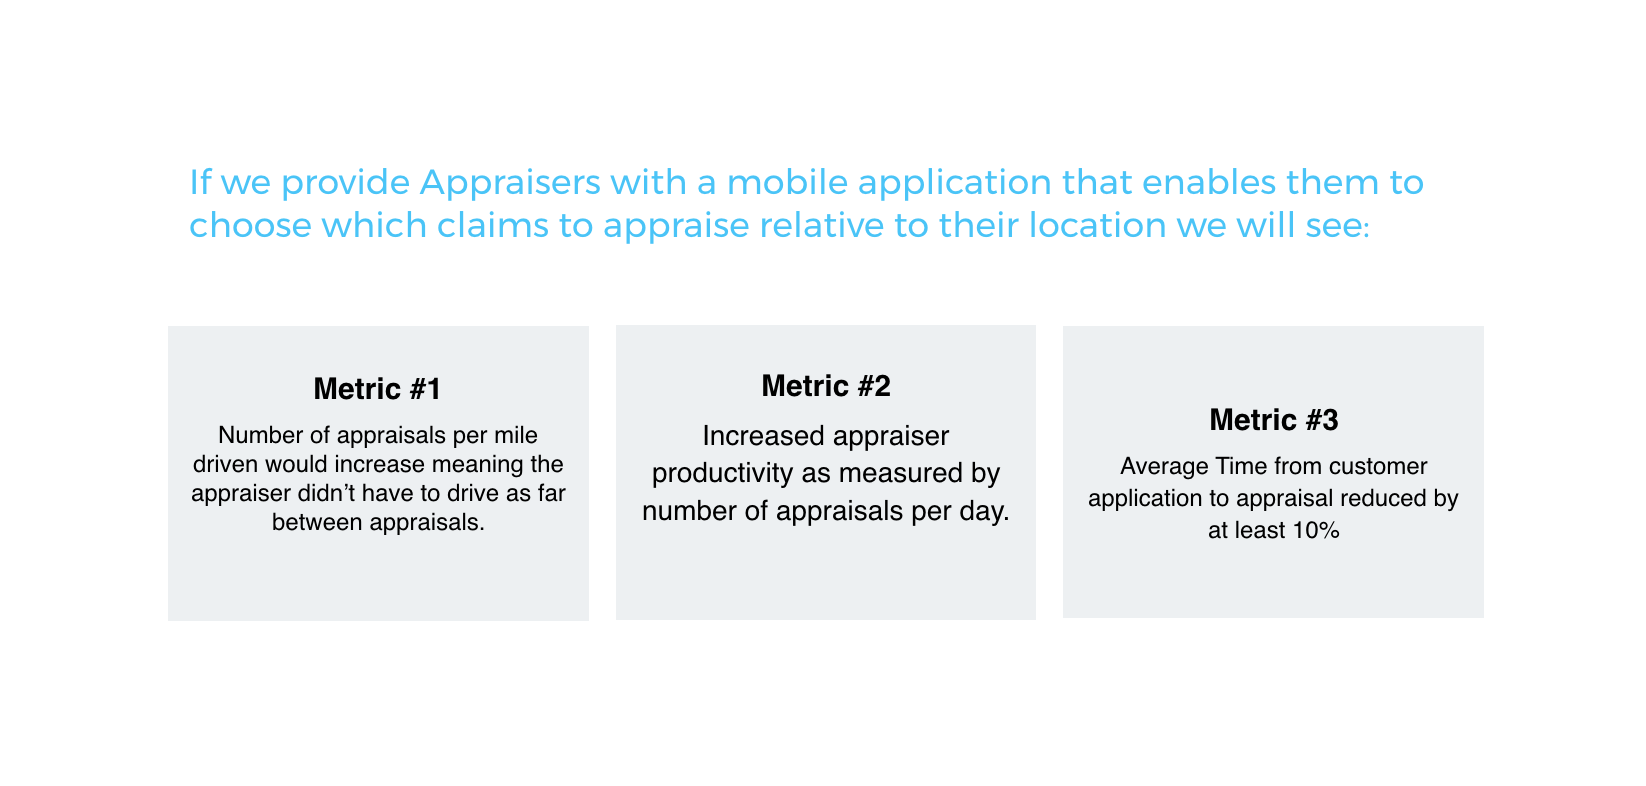 If we provide Appraisers with a mobile application that enables them to
choose which claims to appraise relative to their location we will see:
Metric #1
Number of appraisals per mile
driven would increase meaning the
appraiser didn’t have to drive as far
between appraisals.
Metric #2
Increased appraiser
productivity as measured by
number of appraisals per day.
Metric #3
Average Time from customer
application to appraisal reduced by
at least 10%